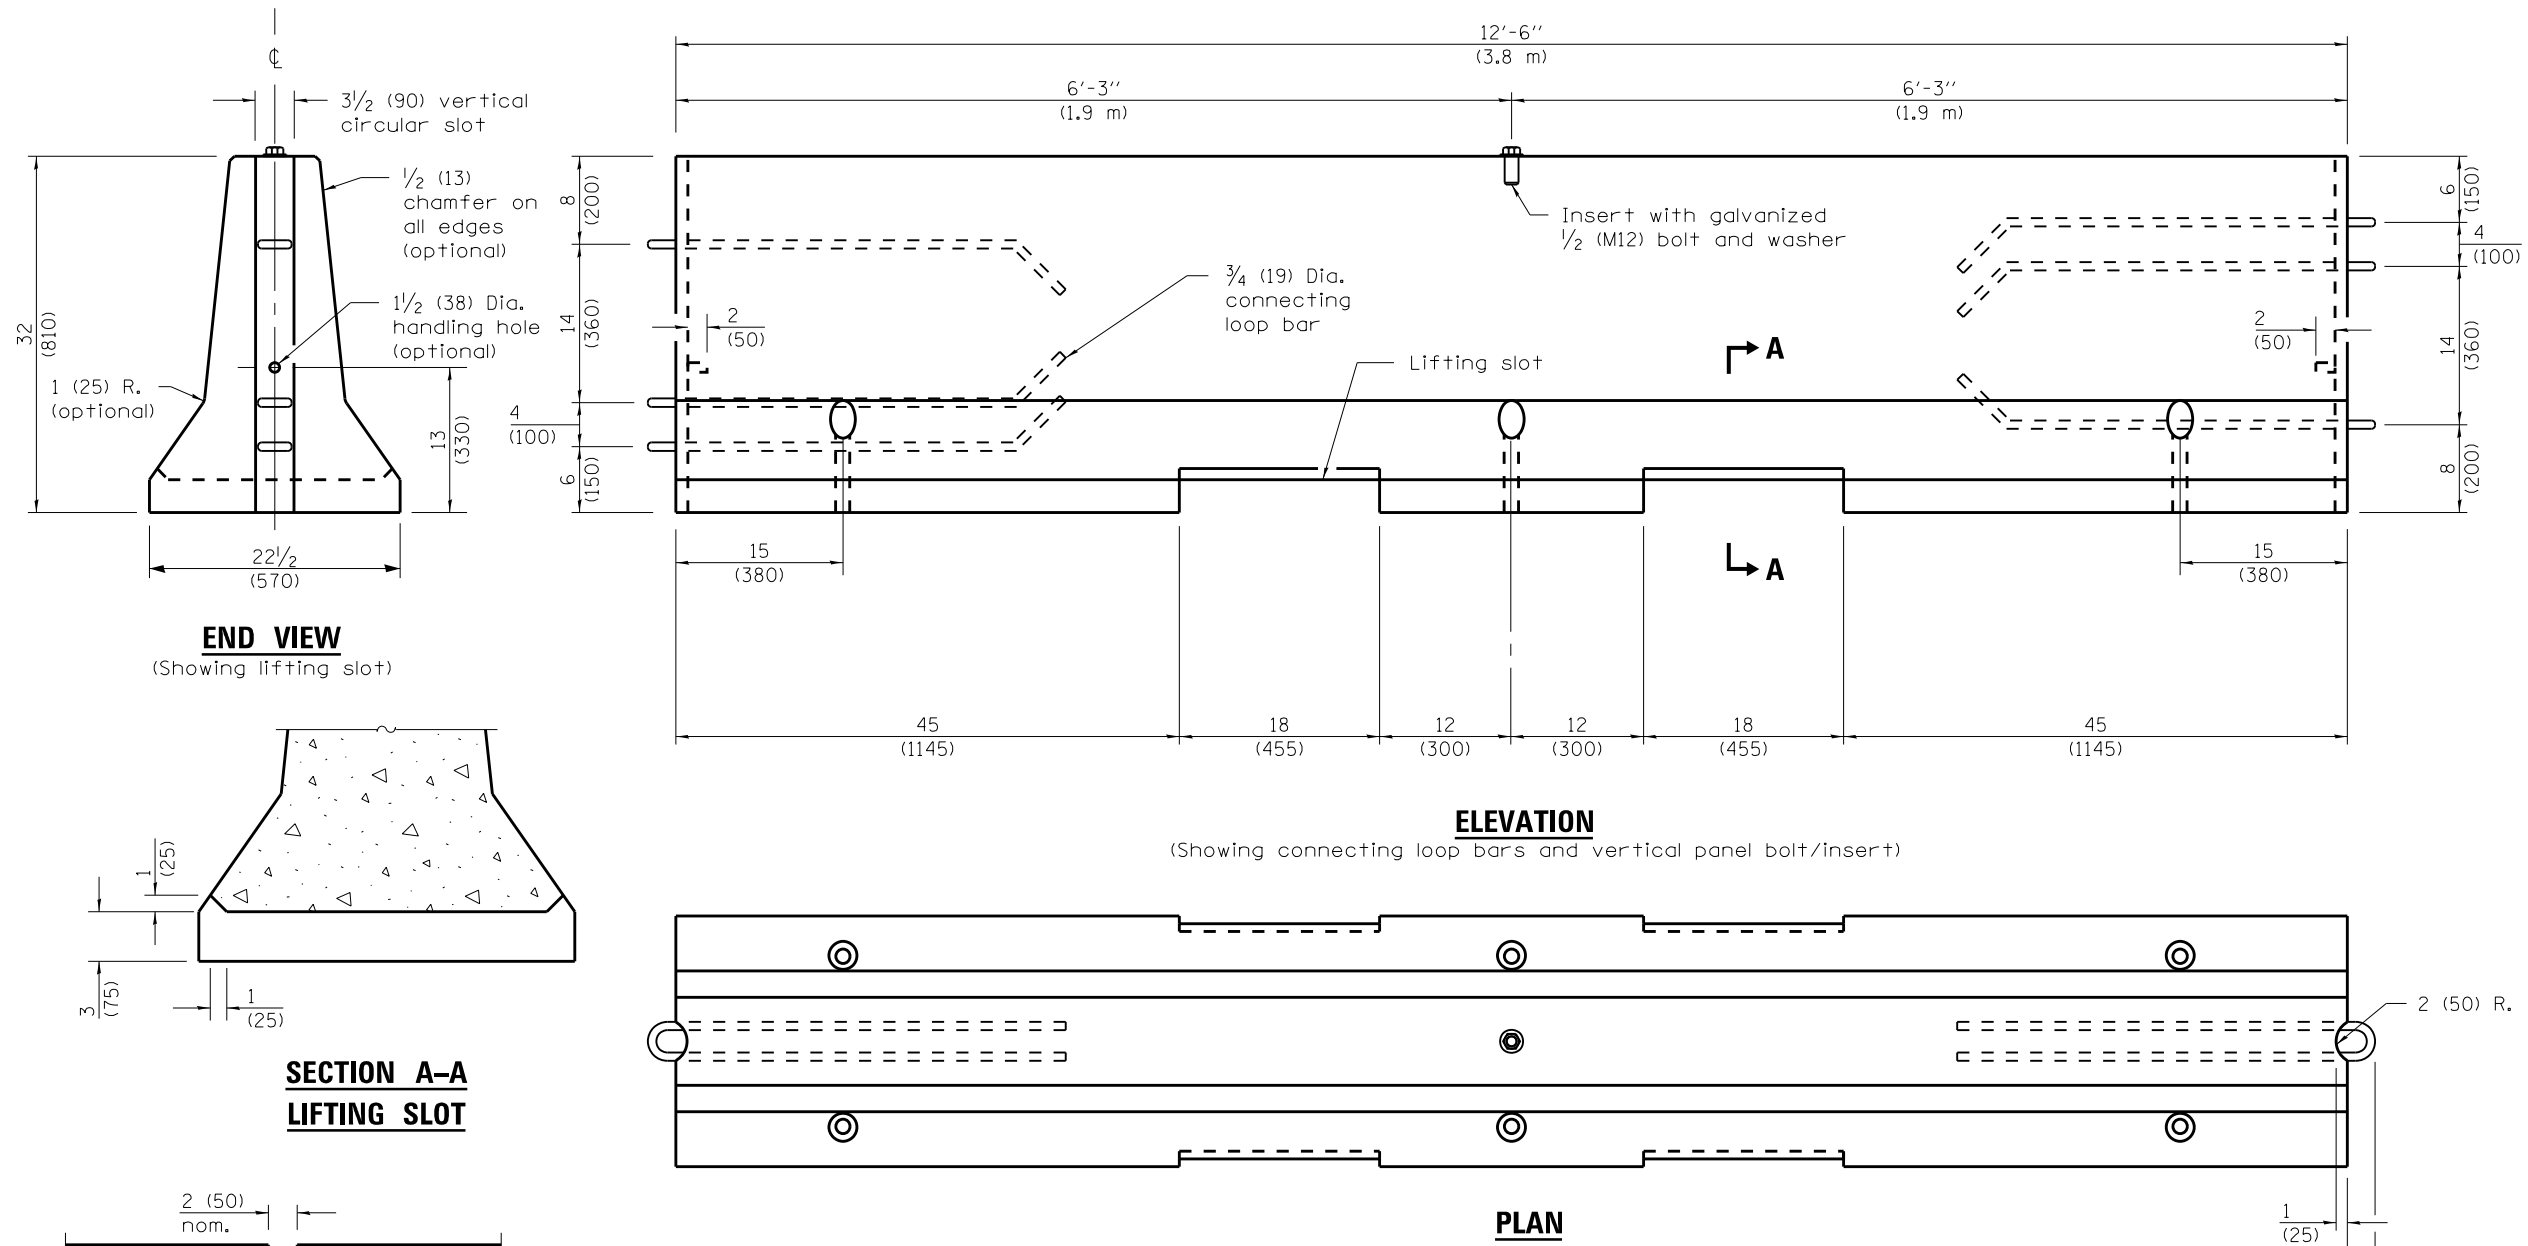 ℄
3 1/2 (90) vertical
circular slot
1/2 (13)
chamfer on
all edges
(optional)
1 1/2 (38) Dia.
handling hole
(optional)
1 (25) R.
(optional)
32
(810)
13
(330)
22 1/2
(570)
END VIEW
(Showing lifting slot)
12'-6"
(3.8 m)
6'-3"
(1.9 m)
6'-3"
(1.9 m)
8
(200)
14
(360)
4
(100)
6
(150)
2
(50)
Insert with galvanized
1/2 (M12) bolt and washer
3/4 (19) Dia.
connecting
loop bar
Lifting slot
A
A
2
(50)
6
(150)
4
(100)
14
(360)
8
(200)
15
(380)
15
(380)
45
(1145)
18
(455)
12
(300)
12
(300)
18
(455)
45
(1145)
ELEVATION
(Showing connecting loop bars and vertical panel bolt/insert)
1
(25)
3
(75)
1
(25)
SECTION A-A
LIFTING SLOT
2 (50) R.
1
(25)
PLAN
2 (50)
nom.